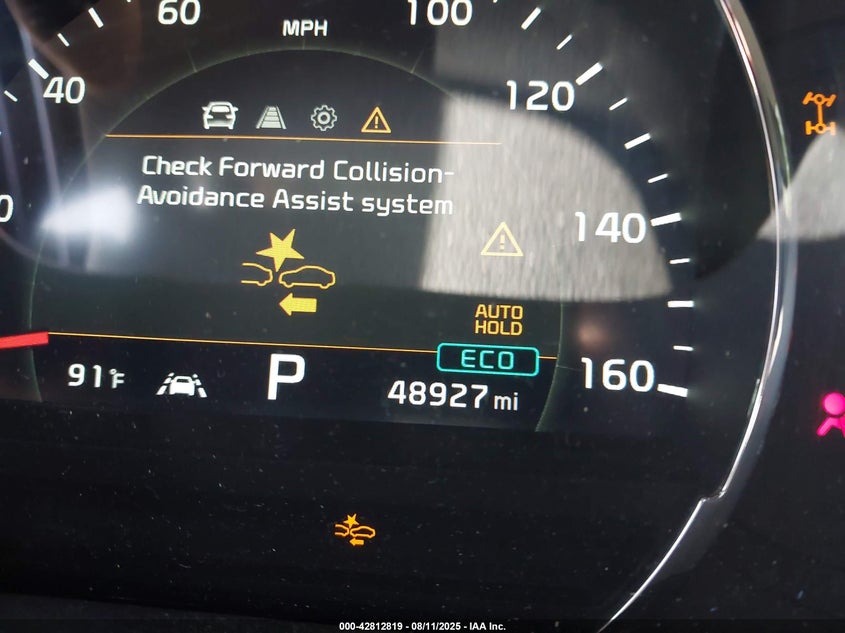 60
MPH
100
40
120
Check Forward Collision-
Avoidance Assist system
140
AUTO
HOLD
ECO
160
91°F
P
48927 mi
000-42812819 - 08/11/2025 - IAA Inc.